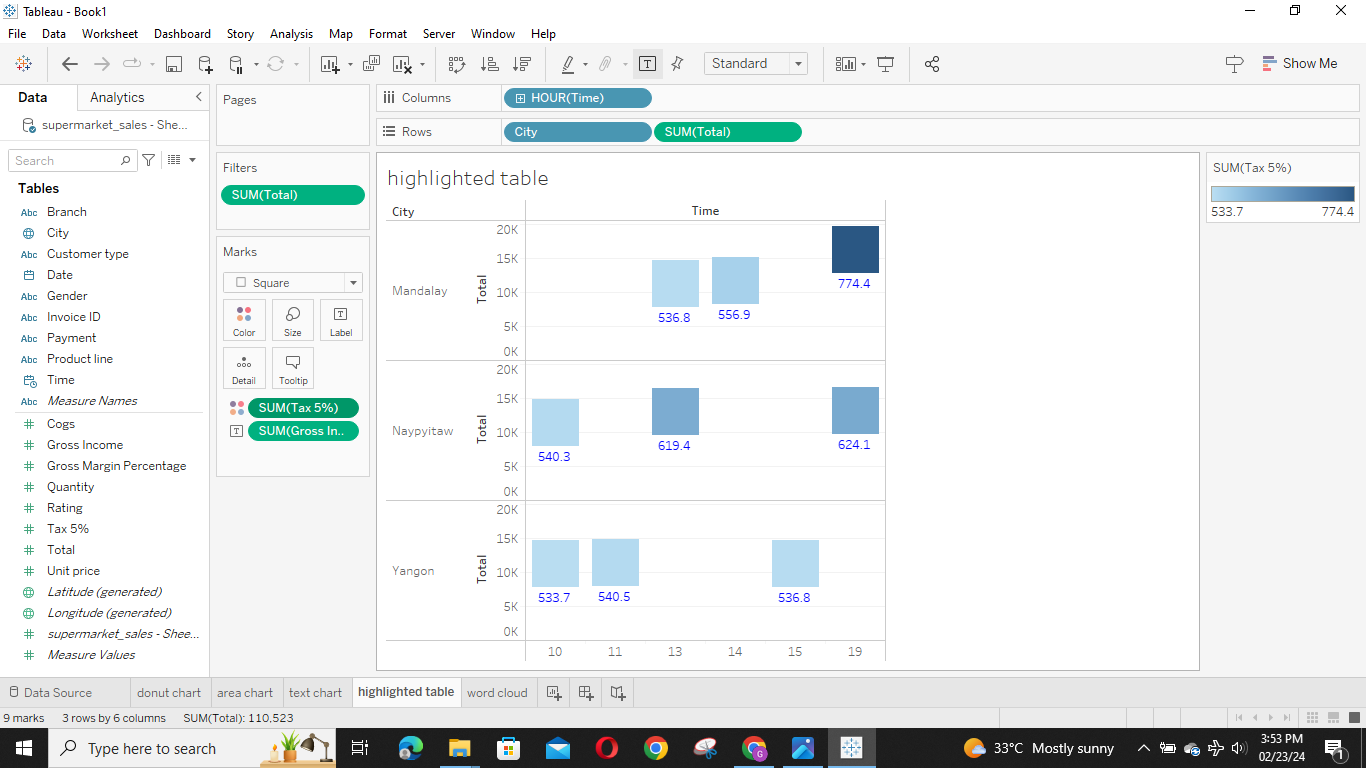 Tableau - Book1
File Data Worksheet Dashboard Story Analysis Map Format Server Window Help
Standard
Show Me
Data Analytics
supermarket_sales - She...
Search
Tables
Abc Branch
City
Abc Customer type
Date
Abc Gender
Abc Invoice ID
Abc Payment
Abc Product line
Time
Abc Measure Names
# Cogs
# Gross Income
# Gross Margin Percentage
# Quantity
# Rating
# Tax 5%
# Total
# Unit price
Latitude (generated)
Longitude (generated)
# supermarket_sales - Shee...
# Measure Values
Pages
Filters
SUM(Total)
Marks
Square
Color Size Label
Detail Tooltip
SUM(Tax 5%)
SUM(Gross In..
Columns HOUR(Time)
Rows City SUM(Total)
highlighted table
City Time
Mandalay
Total
20K
15K
10K
5K
0K
536.8
556.9
774.4
Naypyitaw
Total
20K
15K
10K
5K
0K
540.3
619.4
624.1
Yangon
Total
20K
15K
10K
5K
0K
533.7
540.5
536.8
10 11 13 14 15 19
SUM(Tax 5%)
533.7 774.4
Data Source donut chart area chart text chart highlighted table word cloud
9 marks 3 rows by 6 columns SUM(Total): 110,523
Type here to search
33°C Mostly sunny
3:53 PM
02/23/24
1